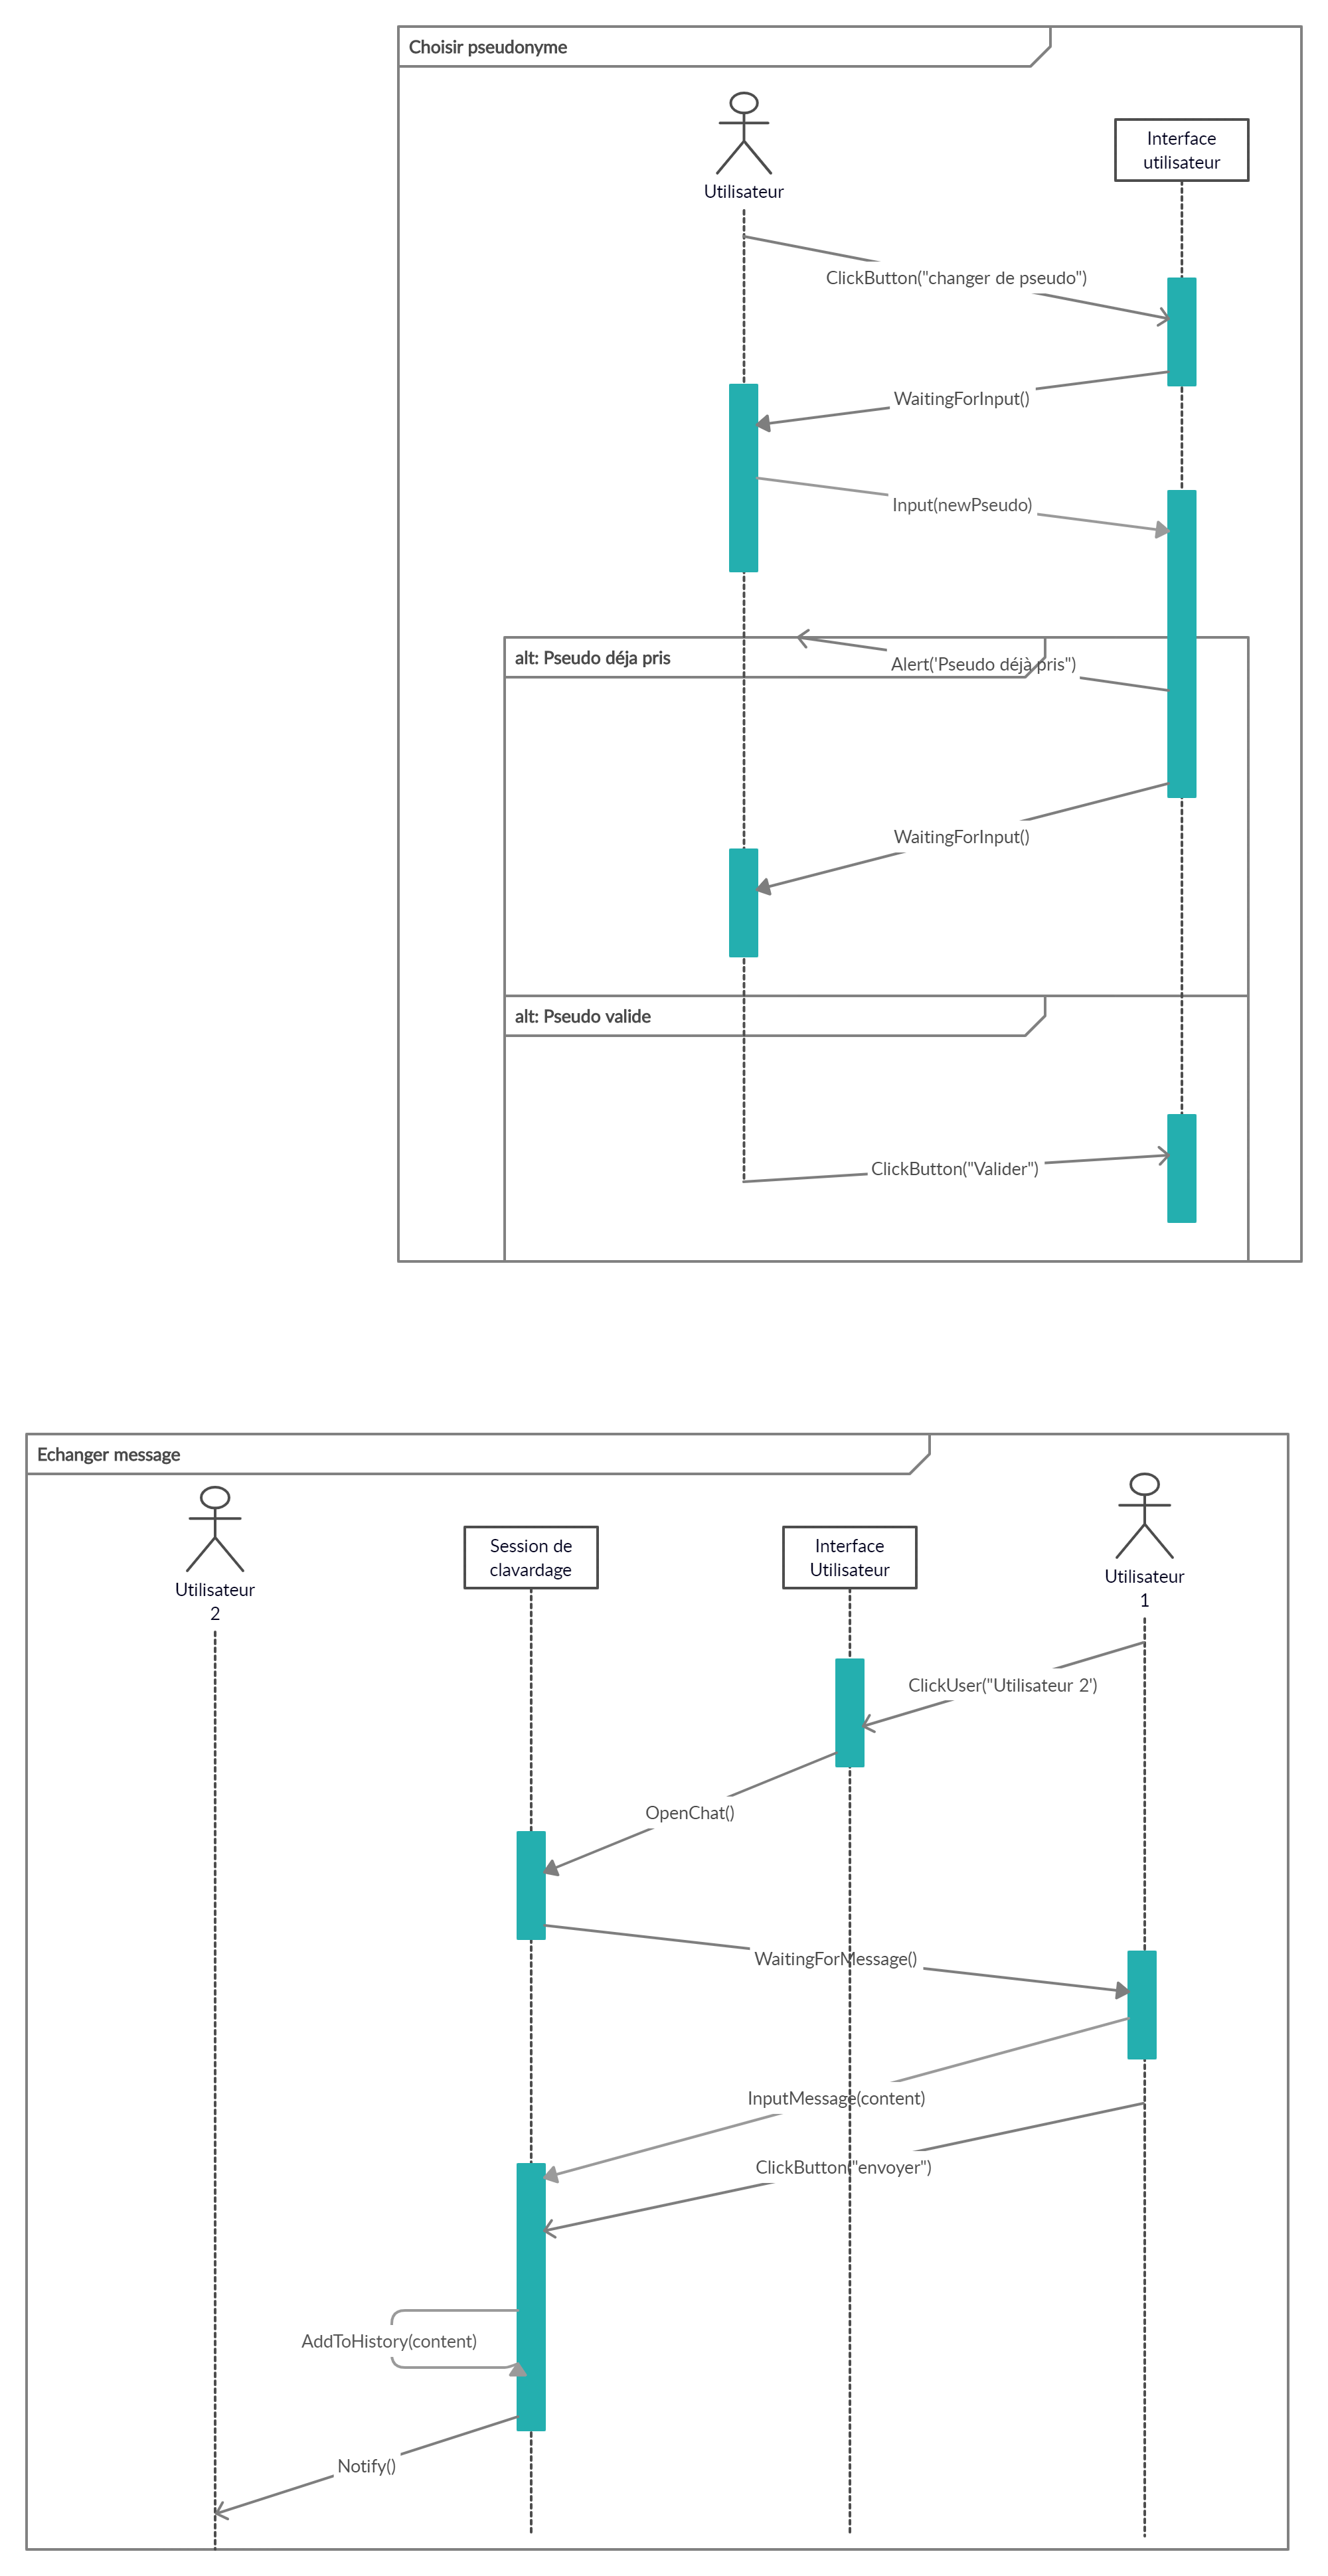 Choisir pseudonyme
Utilisateur
Interface
utilisateur
ClickButton("changer de pseudo")
WaitingForInput()
Input(newPseudo)
alt: Pseudo déja pris
Alert('Pseudo déjà pris")
WaitingForInput()
alt: Pseudo valide
ClickButton("Valider")
Echanger message
Utilisateur
2
Session de
clavardage
Interface
Utilisateur
Utilisateur
1
ClickUser("Utilisateur 2')
OpenChat()
WaitingForMessage()
InputMessage(content)
ClickButton("envoyer")
AddToHistory(content)
Notify()